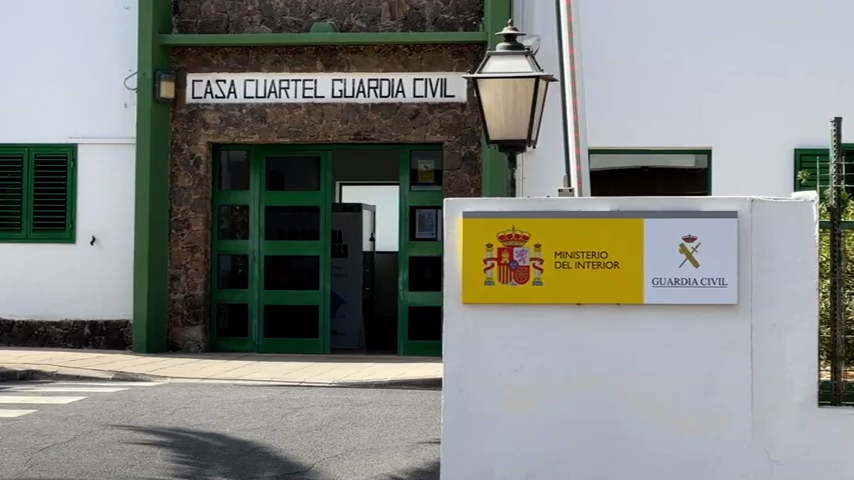 CASA CUARTEL GUARDIA CIVIL
MINISTERIO
DEL INTERIOR
GUARDIA CIVIL